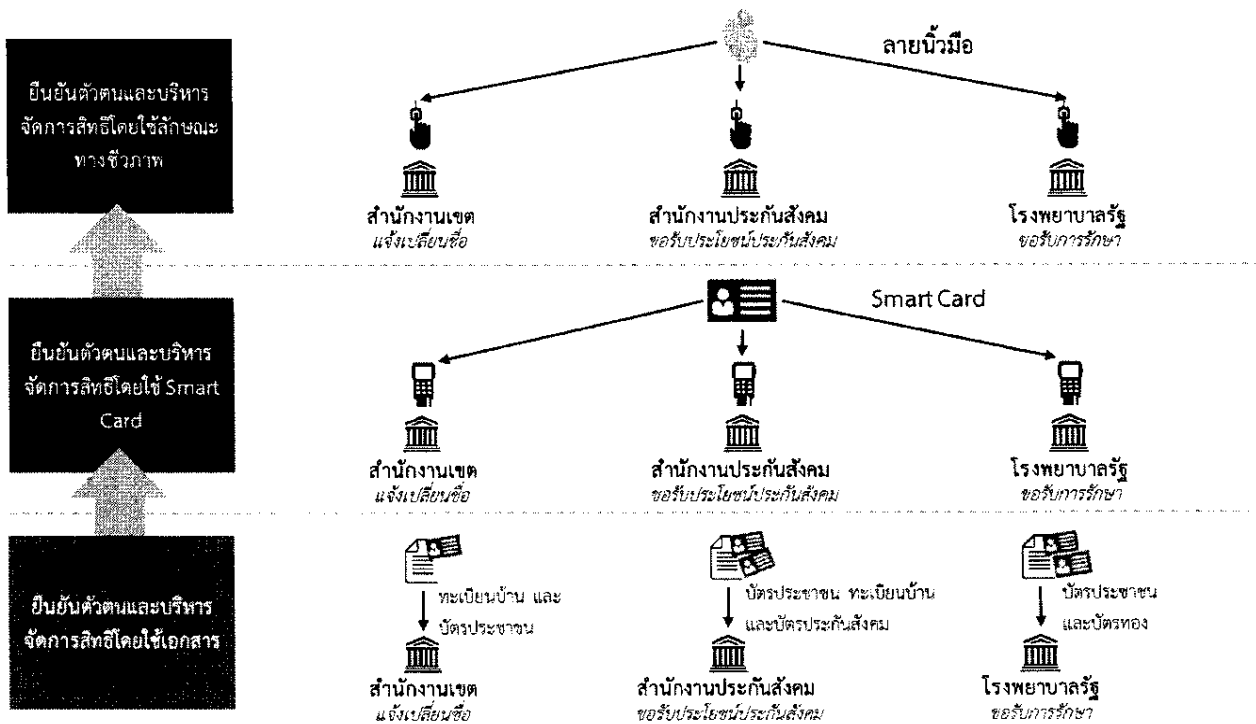 ลายนิ้วมือ
ยืนยันตัวตนและบริหาร
จัดการสิทธิโดยใช้ลักษณะ
ทางชีวภาพ
สำนักงานเขต
แจ้งเปลี่ยนชื่อ
สำนักงานประกันสังคม
ขอรับประโยชน์ประกันสังคม
โรงพยาบาลรัฐ
ขอรับการรักษา
Smart Card
ยืนยันตัวตนและบริหาร
จัดการสิทธิโดยใช้ Smart
Card
สำนักงานเขต
แจ้งเปลี่ยนชื่อ
สำนักงานประกันสังคม
ขอรับประโยชน์ประกันสังคม
โรงพยาบาลรัฐ
ขอรับการรักษา
ยืนยันตัวตนและบริหาร
จัดการสิทธิโดยใช้เอกสาร
ทะเบียนบ้าน และ
บัตรประชาชน
บัตรประชาชน ทะเบียนบ้าน
และบัตรประกันสังคม
บัตรประชาชน
และบัตรทอง
สำนักงานเขต
แจ้งเปลี่ยนชื่อ
สำนักงานประกันสังคม
ขอรับประโยชน์ประกันสังคม
โรงพยาบาลรัฐ
ขอรับการรักษา